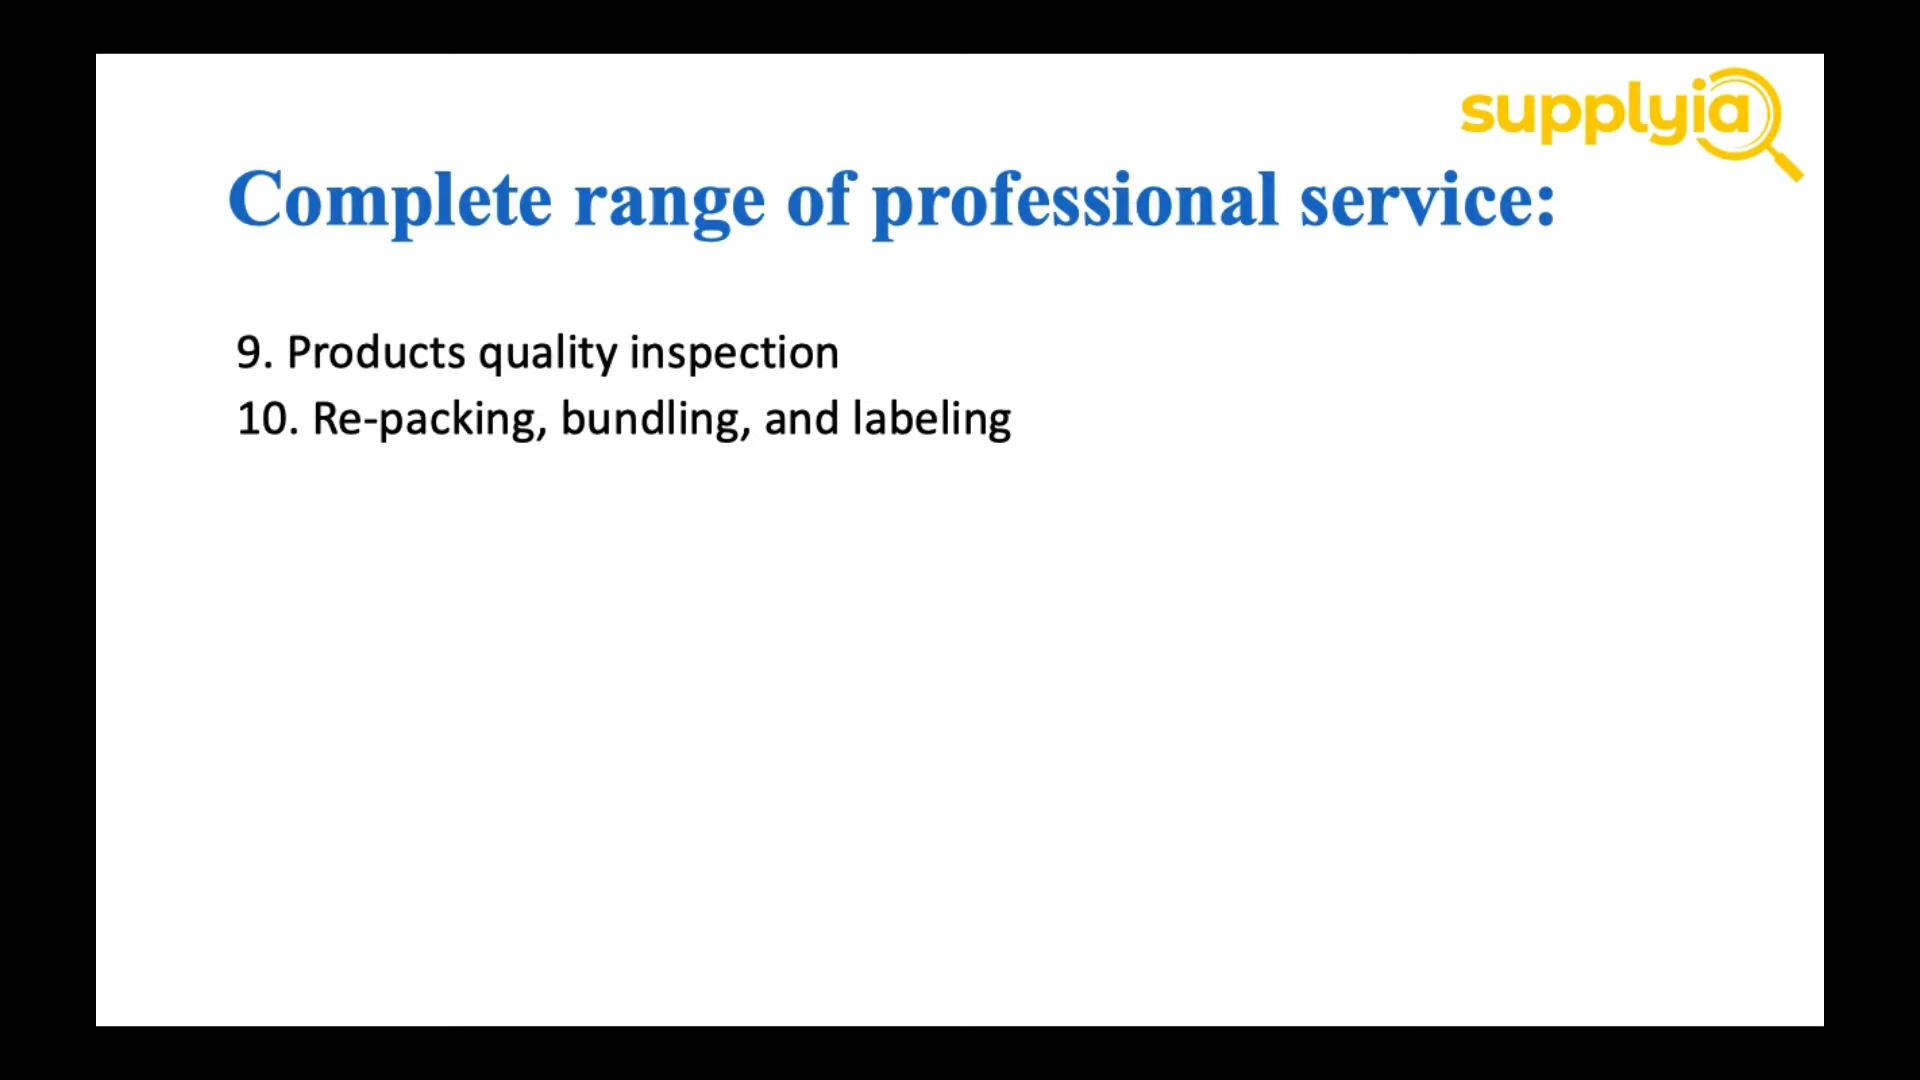 supplyia
Complete range of professional service:
9. Products quality inspection
10. Re-packing, bundling, and labeling